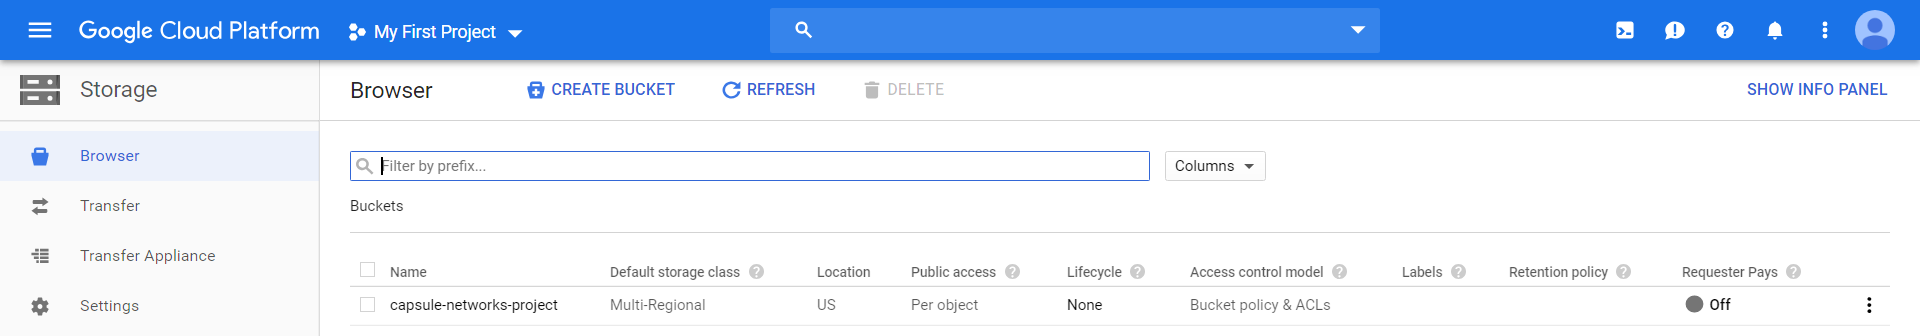 Google Cloud Platform My First Project
Storage
Browser CREATE BUCKET REFRESH DELETE SHOW INFO PANEL
Browser
Transfer
Transfer Appliance
Settings
Filter by prefix...
Columns
Buckets
Name Default storage class Location Public access Lifecycle Access control model Labels Retention policy Requester Pays
capsule-networks-project Multi-Regional US Per object None Bucket policy & ACLs Off